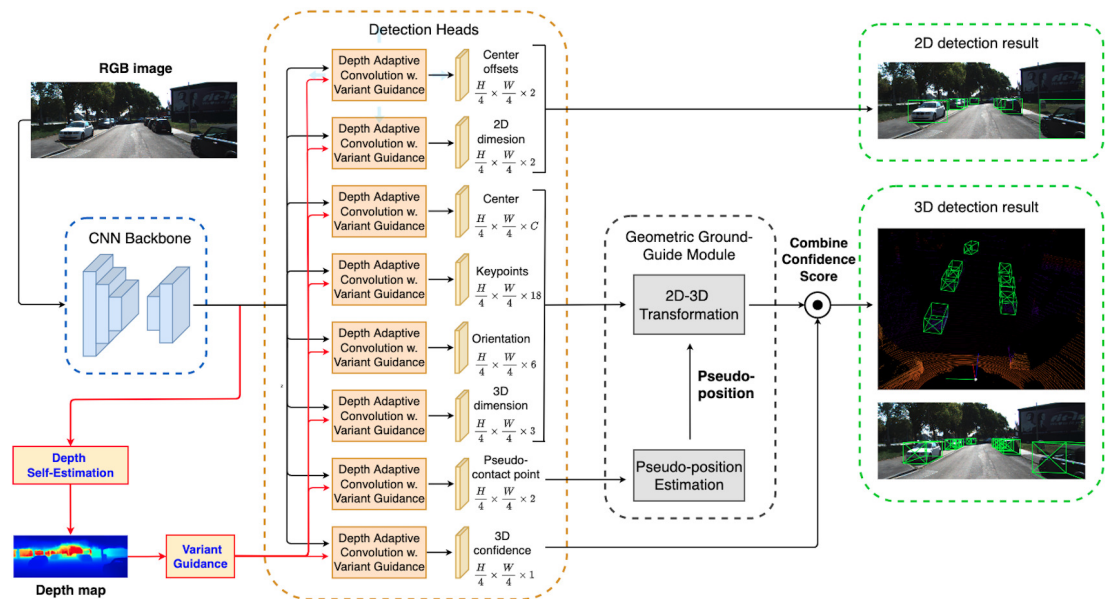 RGB image
CNN Backbone
Depth
Self-Estimation
Depth map
Variant
Guidance
Detection Heads
Depth Adaptive
Convolution w.
Variant Guidance
Center
offsets
H/4 × W/4 × 2
Depth Adaptive
Convolution w.
Variant Guidance
2D
dimesion
H/4 × W/4 × 2
Depth Adaptive
Convolution w.
Variant Guidance
Center
H/4 × W/4 × C
Depth Adaptive
Convolution w.
Variant Guidance
Keypoints
H/4 × W/4 × 18
Depth Adaptive
Convolution w.
Variant Guidance
Orientation
H/4 × W/4 × 6
Depth Adaptive
Convolution w.
Variant Guidance
3D
dimension
H/4 × W/4 × 3
Depth Adaptive
Convolution w.
Variant Guidance
Pseudo-
contact point
H/4 × W/4 × 2
Depth Adaptive
Convolution w.
Variant Guidance
3D
confidence
H/4 × W/4 × 1
Geometric Ground-
Guide Module
2D-3D
Transformation
Pseudo-
position
Pseudo-position
Estimation
Combine
Confidence
Score
2D detection result
3D detection result